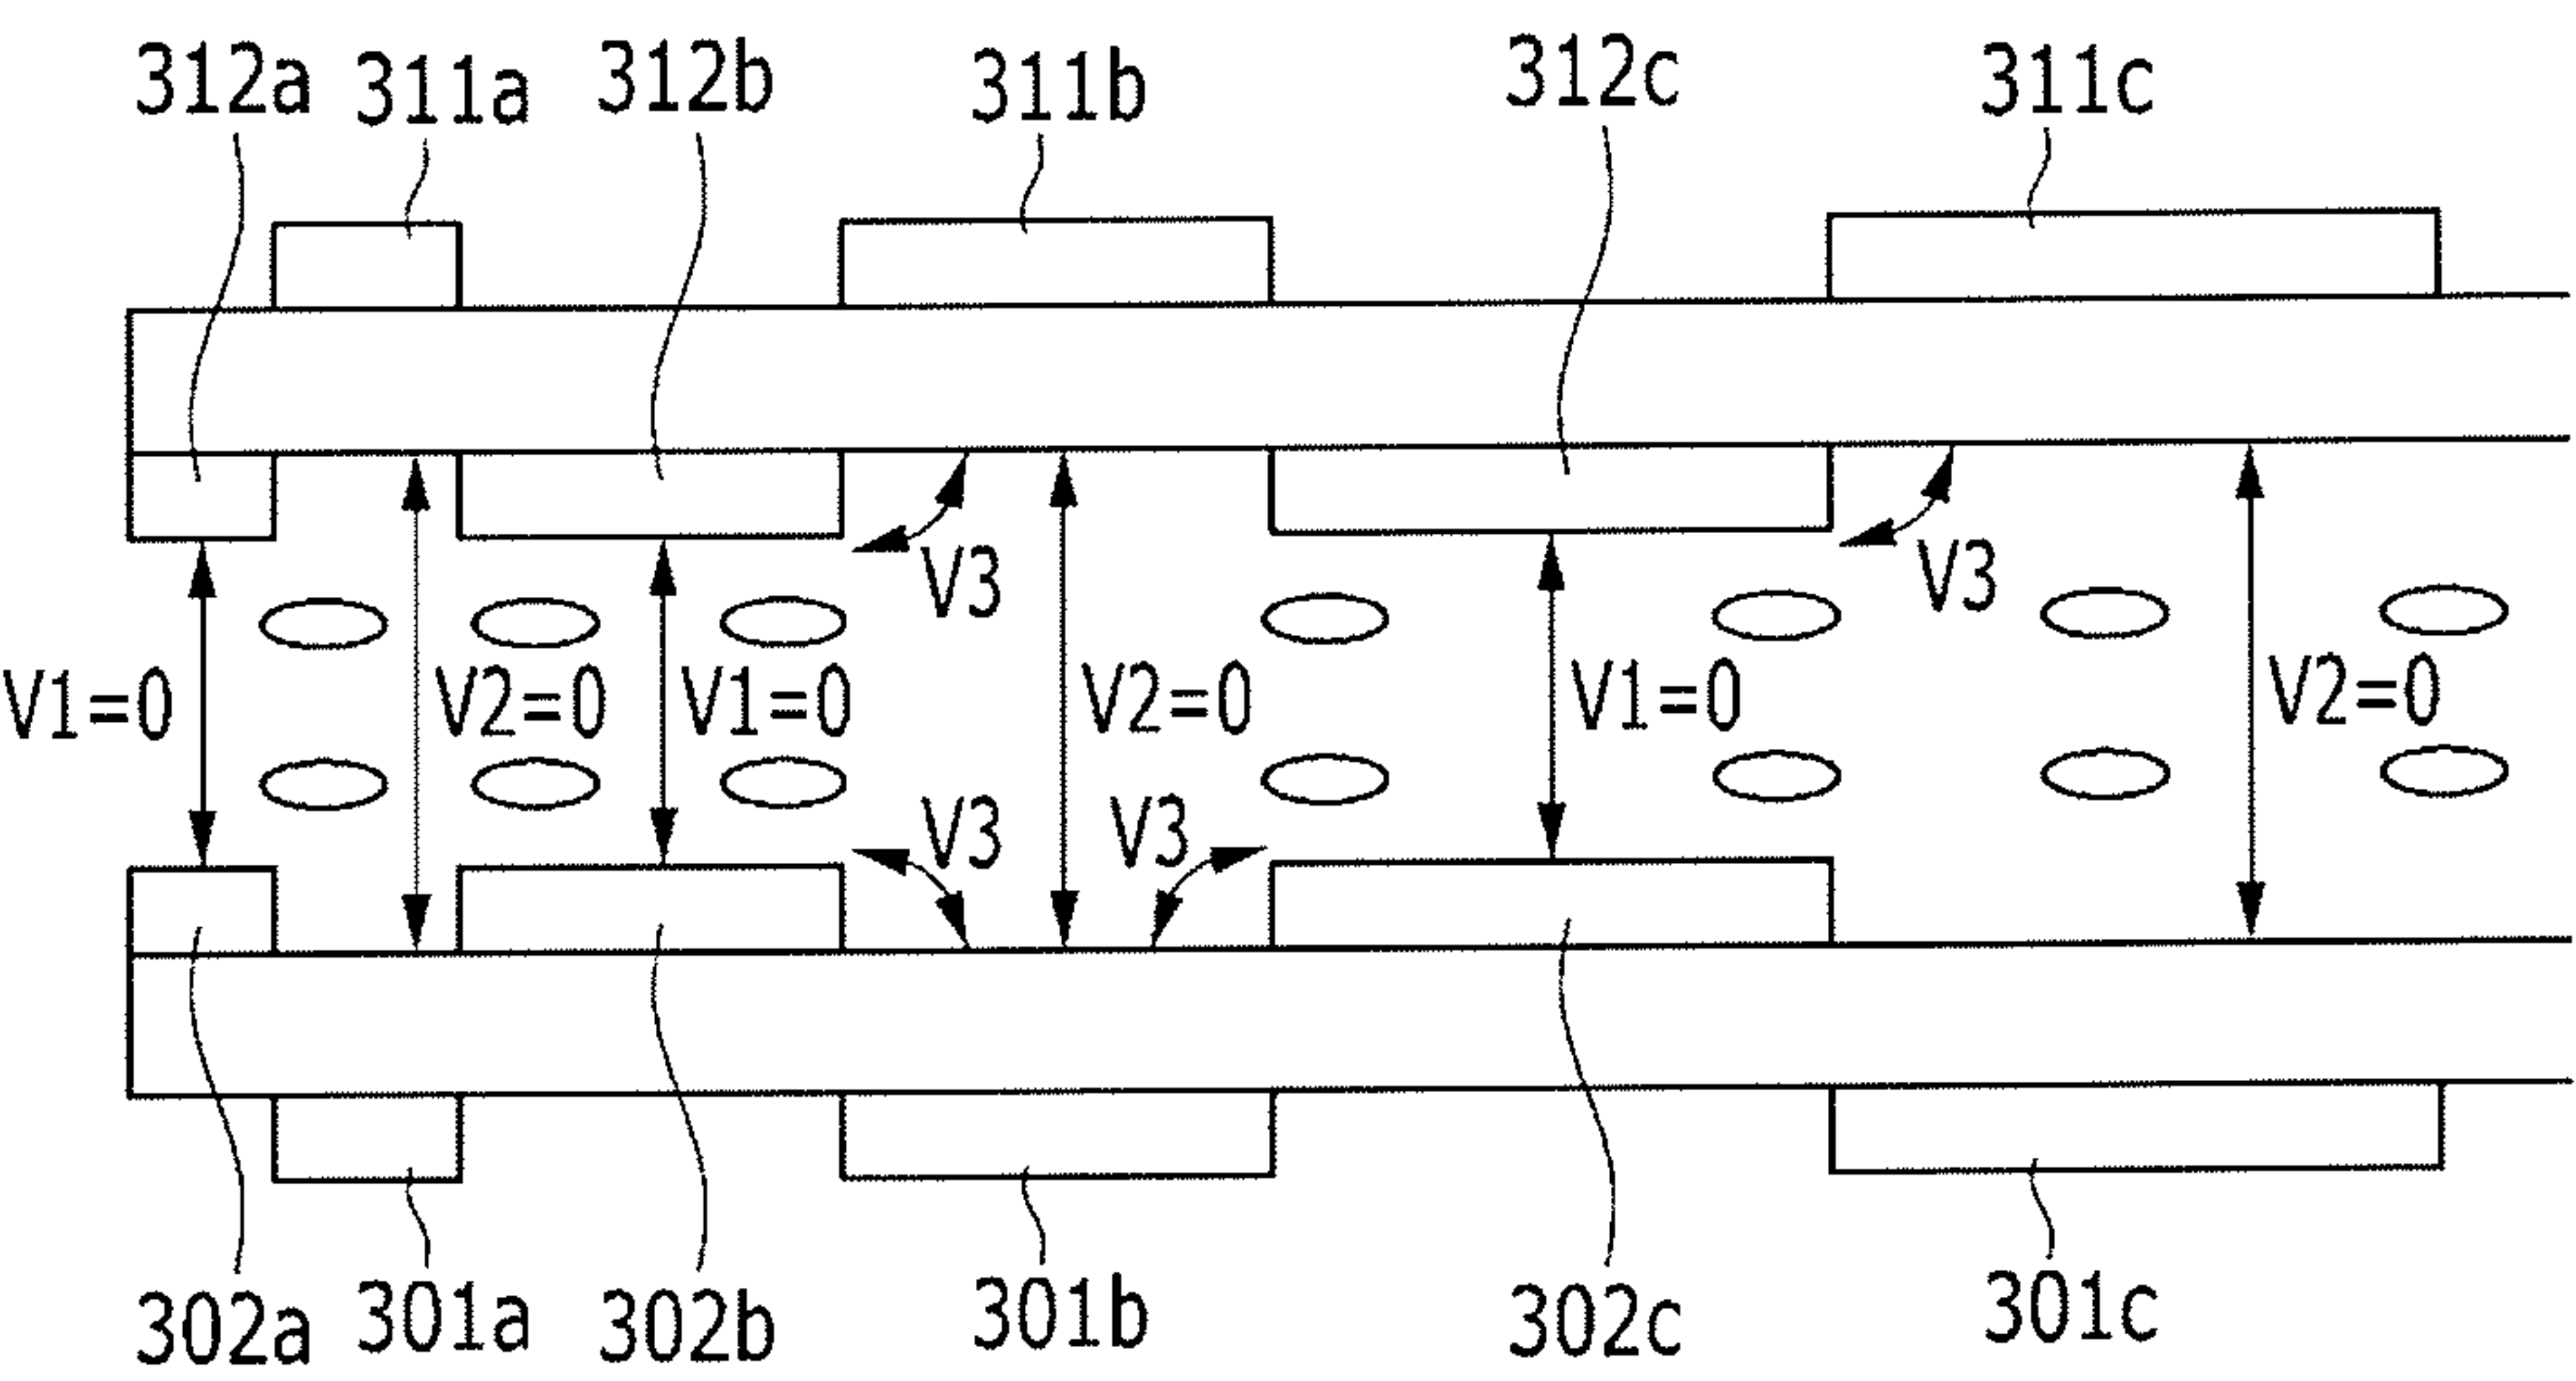 312a 311a 312b 311b 312c 311c
V3 V3
V1=0 V2=0 V1=0 V2=0 V1=0 V2=0
V3 V3
302a 301a 302b 301b 302c 301c